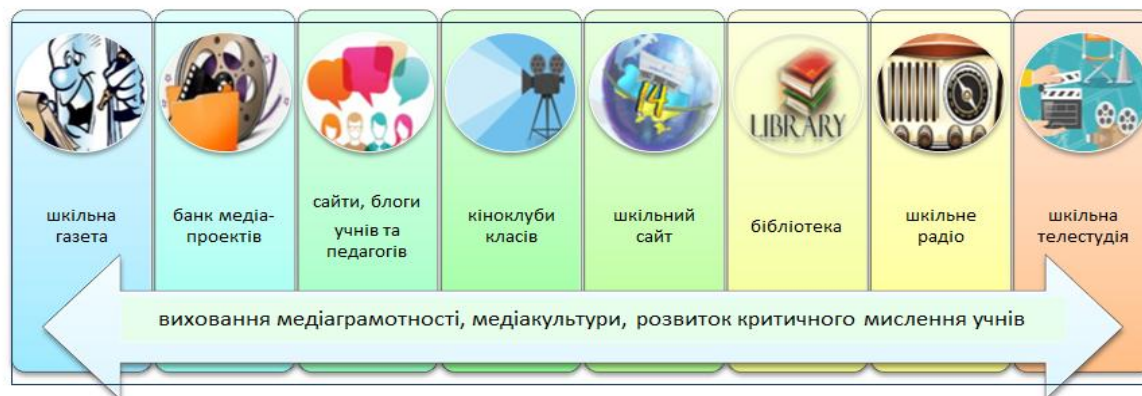 14
LIBRARY
шкільна
газета
банк медіа-
проектів
сайти, блоги
учнів та
педагогів
кіноклуби
класів
шкільний
сайт
бібліотека
шкільне
радіо
шкільна
телестудія
виховання медіаграмотності, медіакультури, розвиток критичного мислення учнів